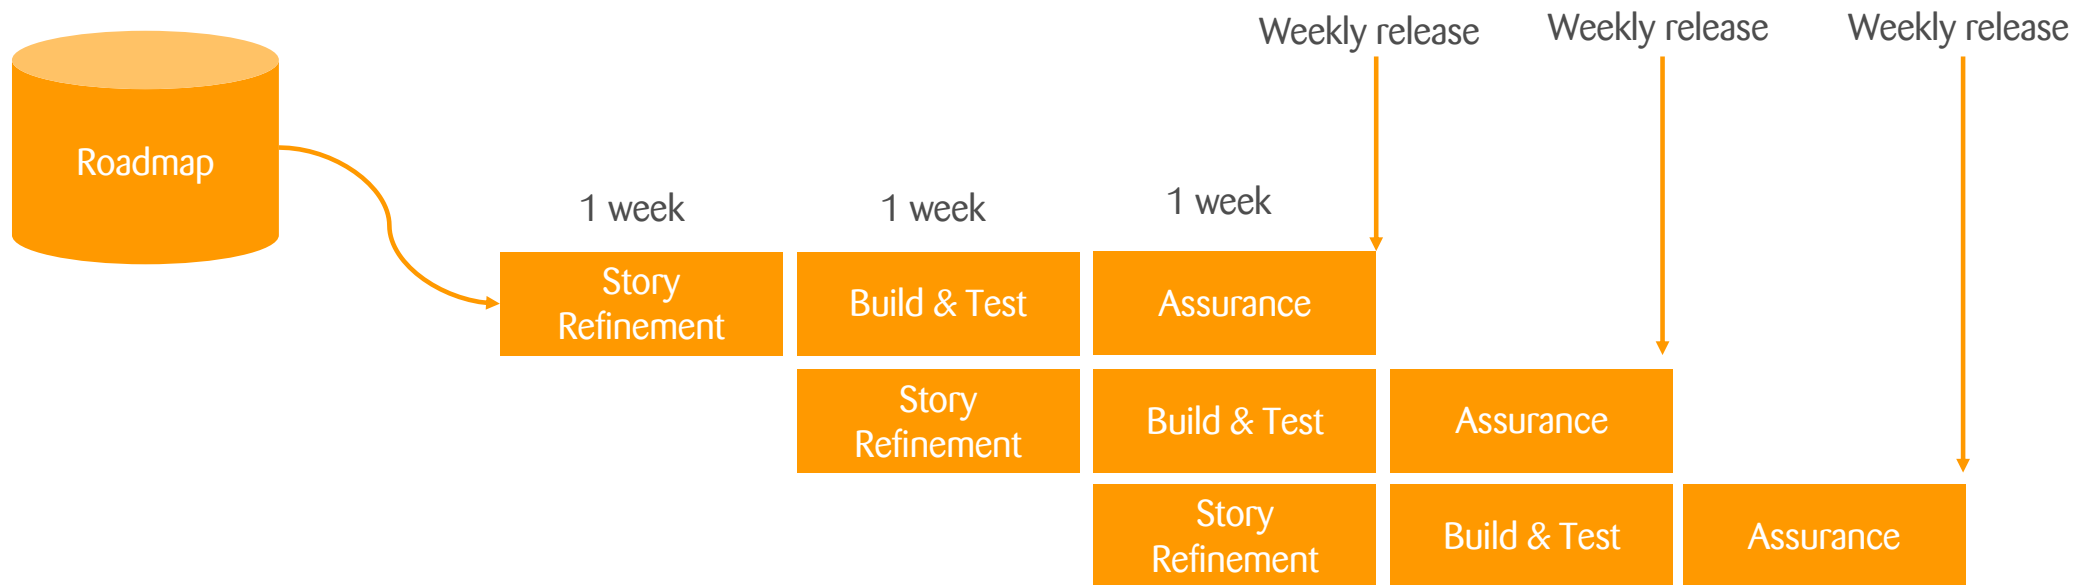 Weekly release
Weekly release
Weekly release
Roadmap
1 week
1 week
1 week
Story
Refinement
Build & Test
Assurance
Story
Refinement
Build & Test
Assurance
Story
Refinement
Build & Test
Assurance